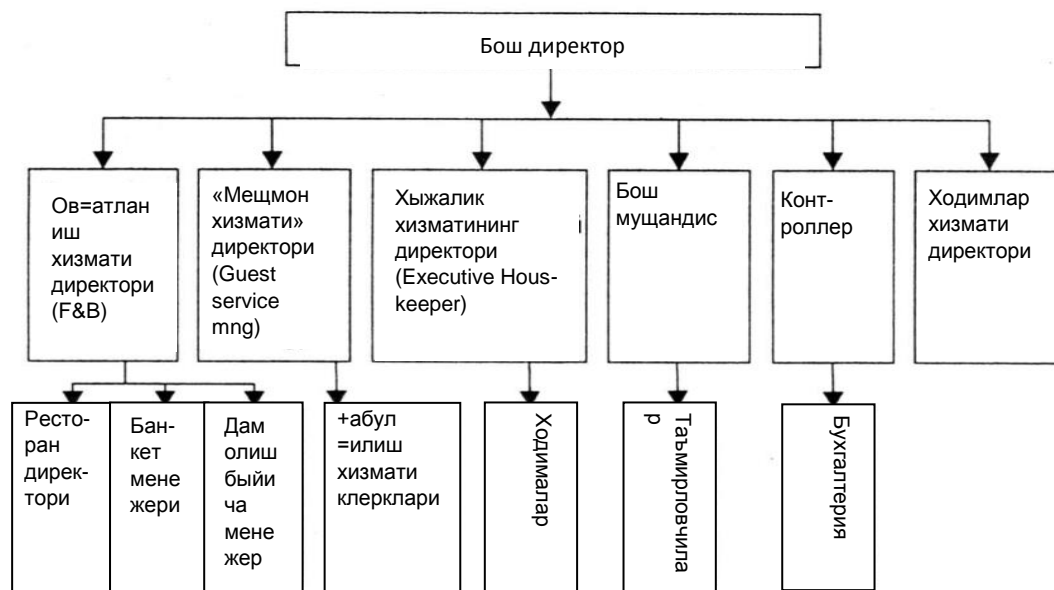 Бош директор
Ов=атлан
иш
хизмати
директори
(F&B)
«Мещмон
хизмати»
директори
(Guest
service
mng)
Хыжалик
хизматининг
директори
(Executive Hous-
keeper)
Бош
мущандис
Конт-
роллер
Ходимлар
хизмати
директори
Ресто-
ран
дирек-
тори
Бан-
кет
мене
жери
Дам
олиш
быйи
ча
мене
жер
+абул
=илиш
хизмати
клерклари
Ходималар
Таъмирловчила
р
Бухгалтерия